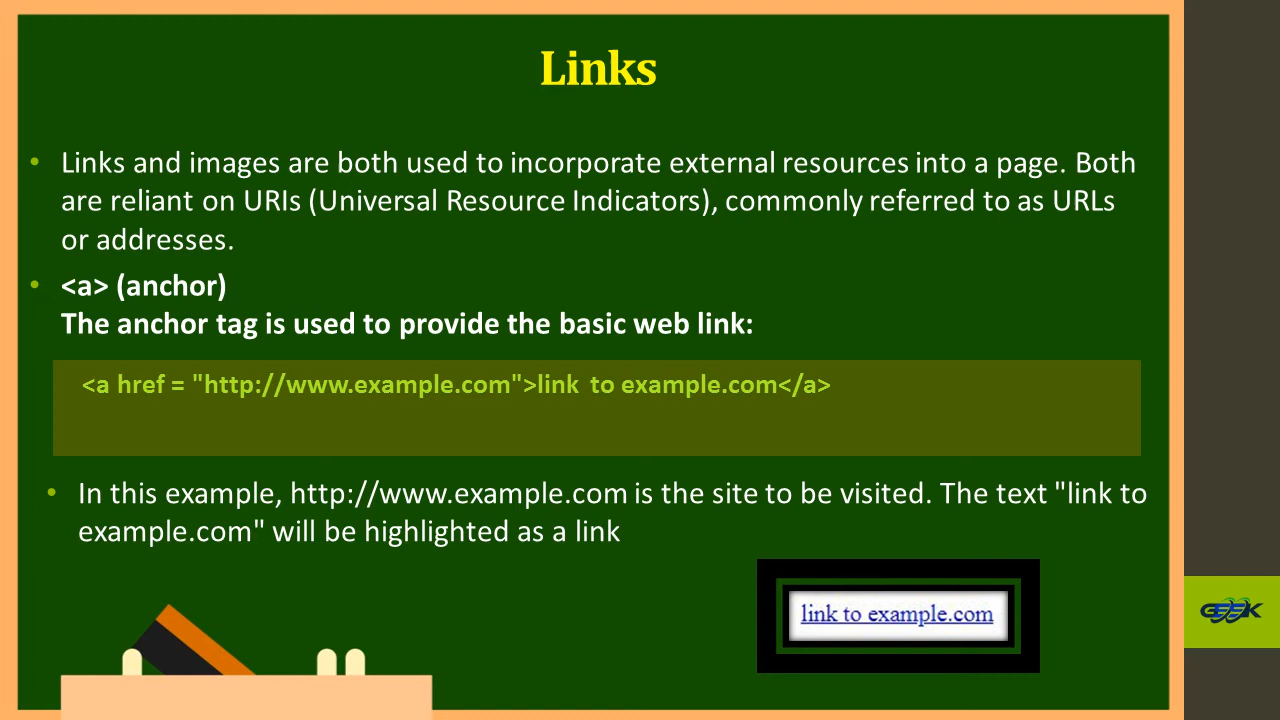 Links
• Links and images are both used to incorporate external resources into a page. Both
are reliant on URIs (Universal Resource Indicators), commonly referred to as URLs
or addresses.
• <a> (anchor)
The anchor tag is used to provide the basic web link:
<a href = "http://www.example.com">link  to example.com</a>
• In this example, http://www.example.com is the site to be visited. The text "link to
example.com" will be highlighted as a link
link to example.com
GEEK